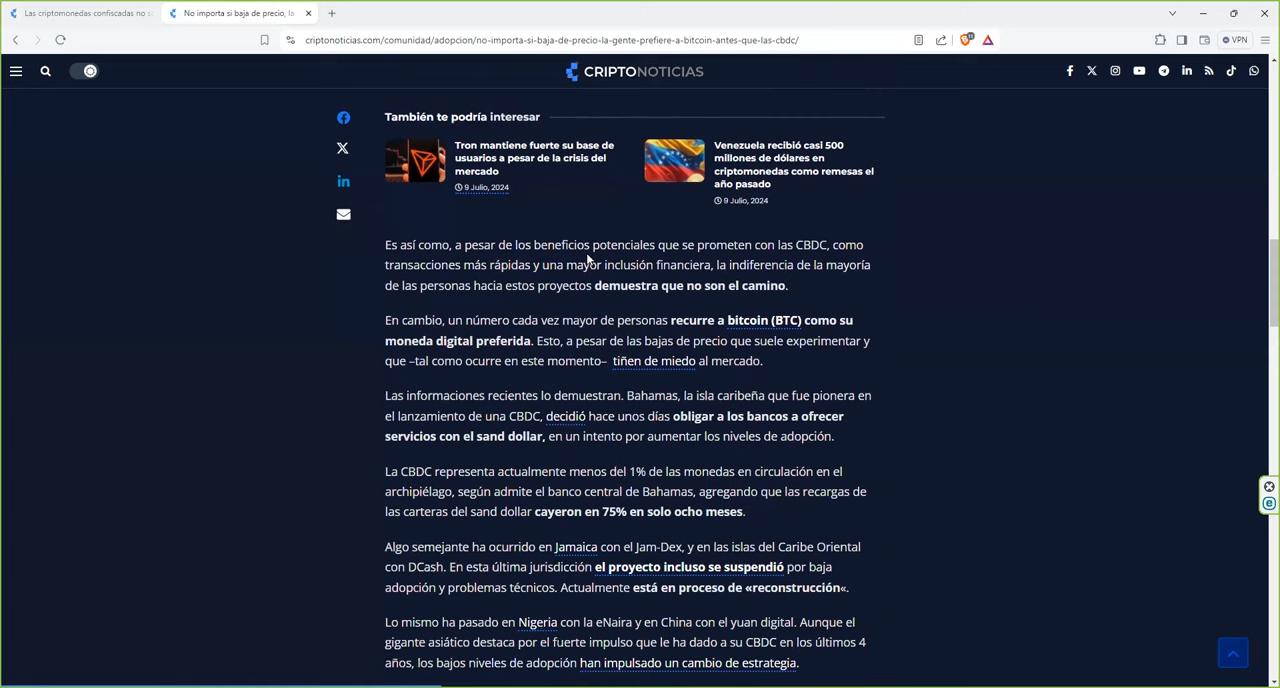 Las criptomonedas confiscadas no s
No importa si baja de precio, la
criptonoticias.com/comunidad/adopcion/no-importa-si-baja-de-precio-la-gente-prefiere-a-bitcoin-antes-que-las-cbdc/
VPN
CRIPTONOTICIAS
También te podría interesar
Tron mantiene fuerte su base de
usuarios a pesar de la crisis del
mercado
9 Julio, 2024
Venezuela recibió casi 500
millones de dólares en
criptomonedas como remesas el
año pasado
9 Julio, 2024
Es así como, a pesar de los beneficios potenciales que se prometen con las CBDC, como
transacciones más rápidas y una mayor inclusión financiera, la indiferencia de la mayoría
de las personas hacia estos proyectos demuestra que no son el camino.
En cambio, un número cada vez mayor de personas recurre a bitcoin (BTC) como su
moneda digital preferida. Esto, a pesar de las bajas de precio que suele experimentar y
que –tal como ocurre en este momento– tiñen de miedo al mercado.
Las informaciones recientes lo demuestran. Bahamas, la isla caribeña que fue pionera en
el lanzamiento de una CBDC, decidió hace unos días obligar a los bancos a ofrecer
servicios con el sand dollar, en un intento por aumentar los niveles de adopción.
La CBDC representa actualmente menos del 1% de las monedas en circulación en el
archipiélago, según admite el banco central de Bahamas, agregando que las recargas de
las carteras del sand dollar cayeron en 75% en solo ocho meses.
Algo semejante ha ocurrido en Jamaica con el Jam-Dex, y en las islas del Caribe Oriental
con DCash. En esta última jurisdicción el proyecto incluso se suspendió por baja
adopción y problemas técnicos. Actualmente está en proceso de «reconstrucción«.
Lo mismo ha pasado en Nigeria con la eNaira y en China con el yuan digital. Aunque el
gigante asiático destaca por el fuerte impulso que le ha dado a su CBDC en los últimos 4
años, los bajos niveles de adopción han impulsado un cambio de estrategia.